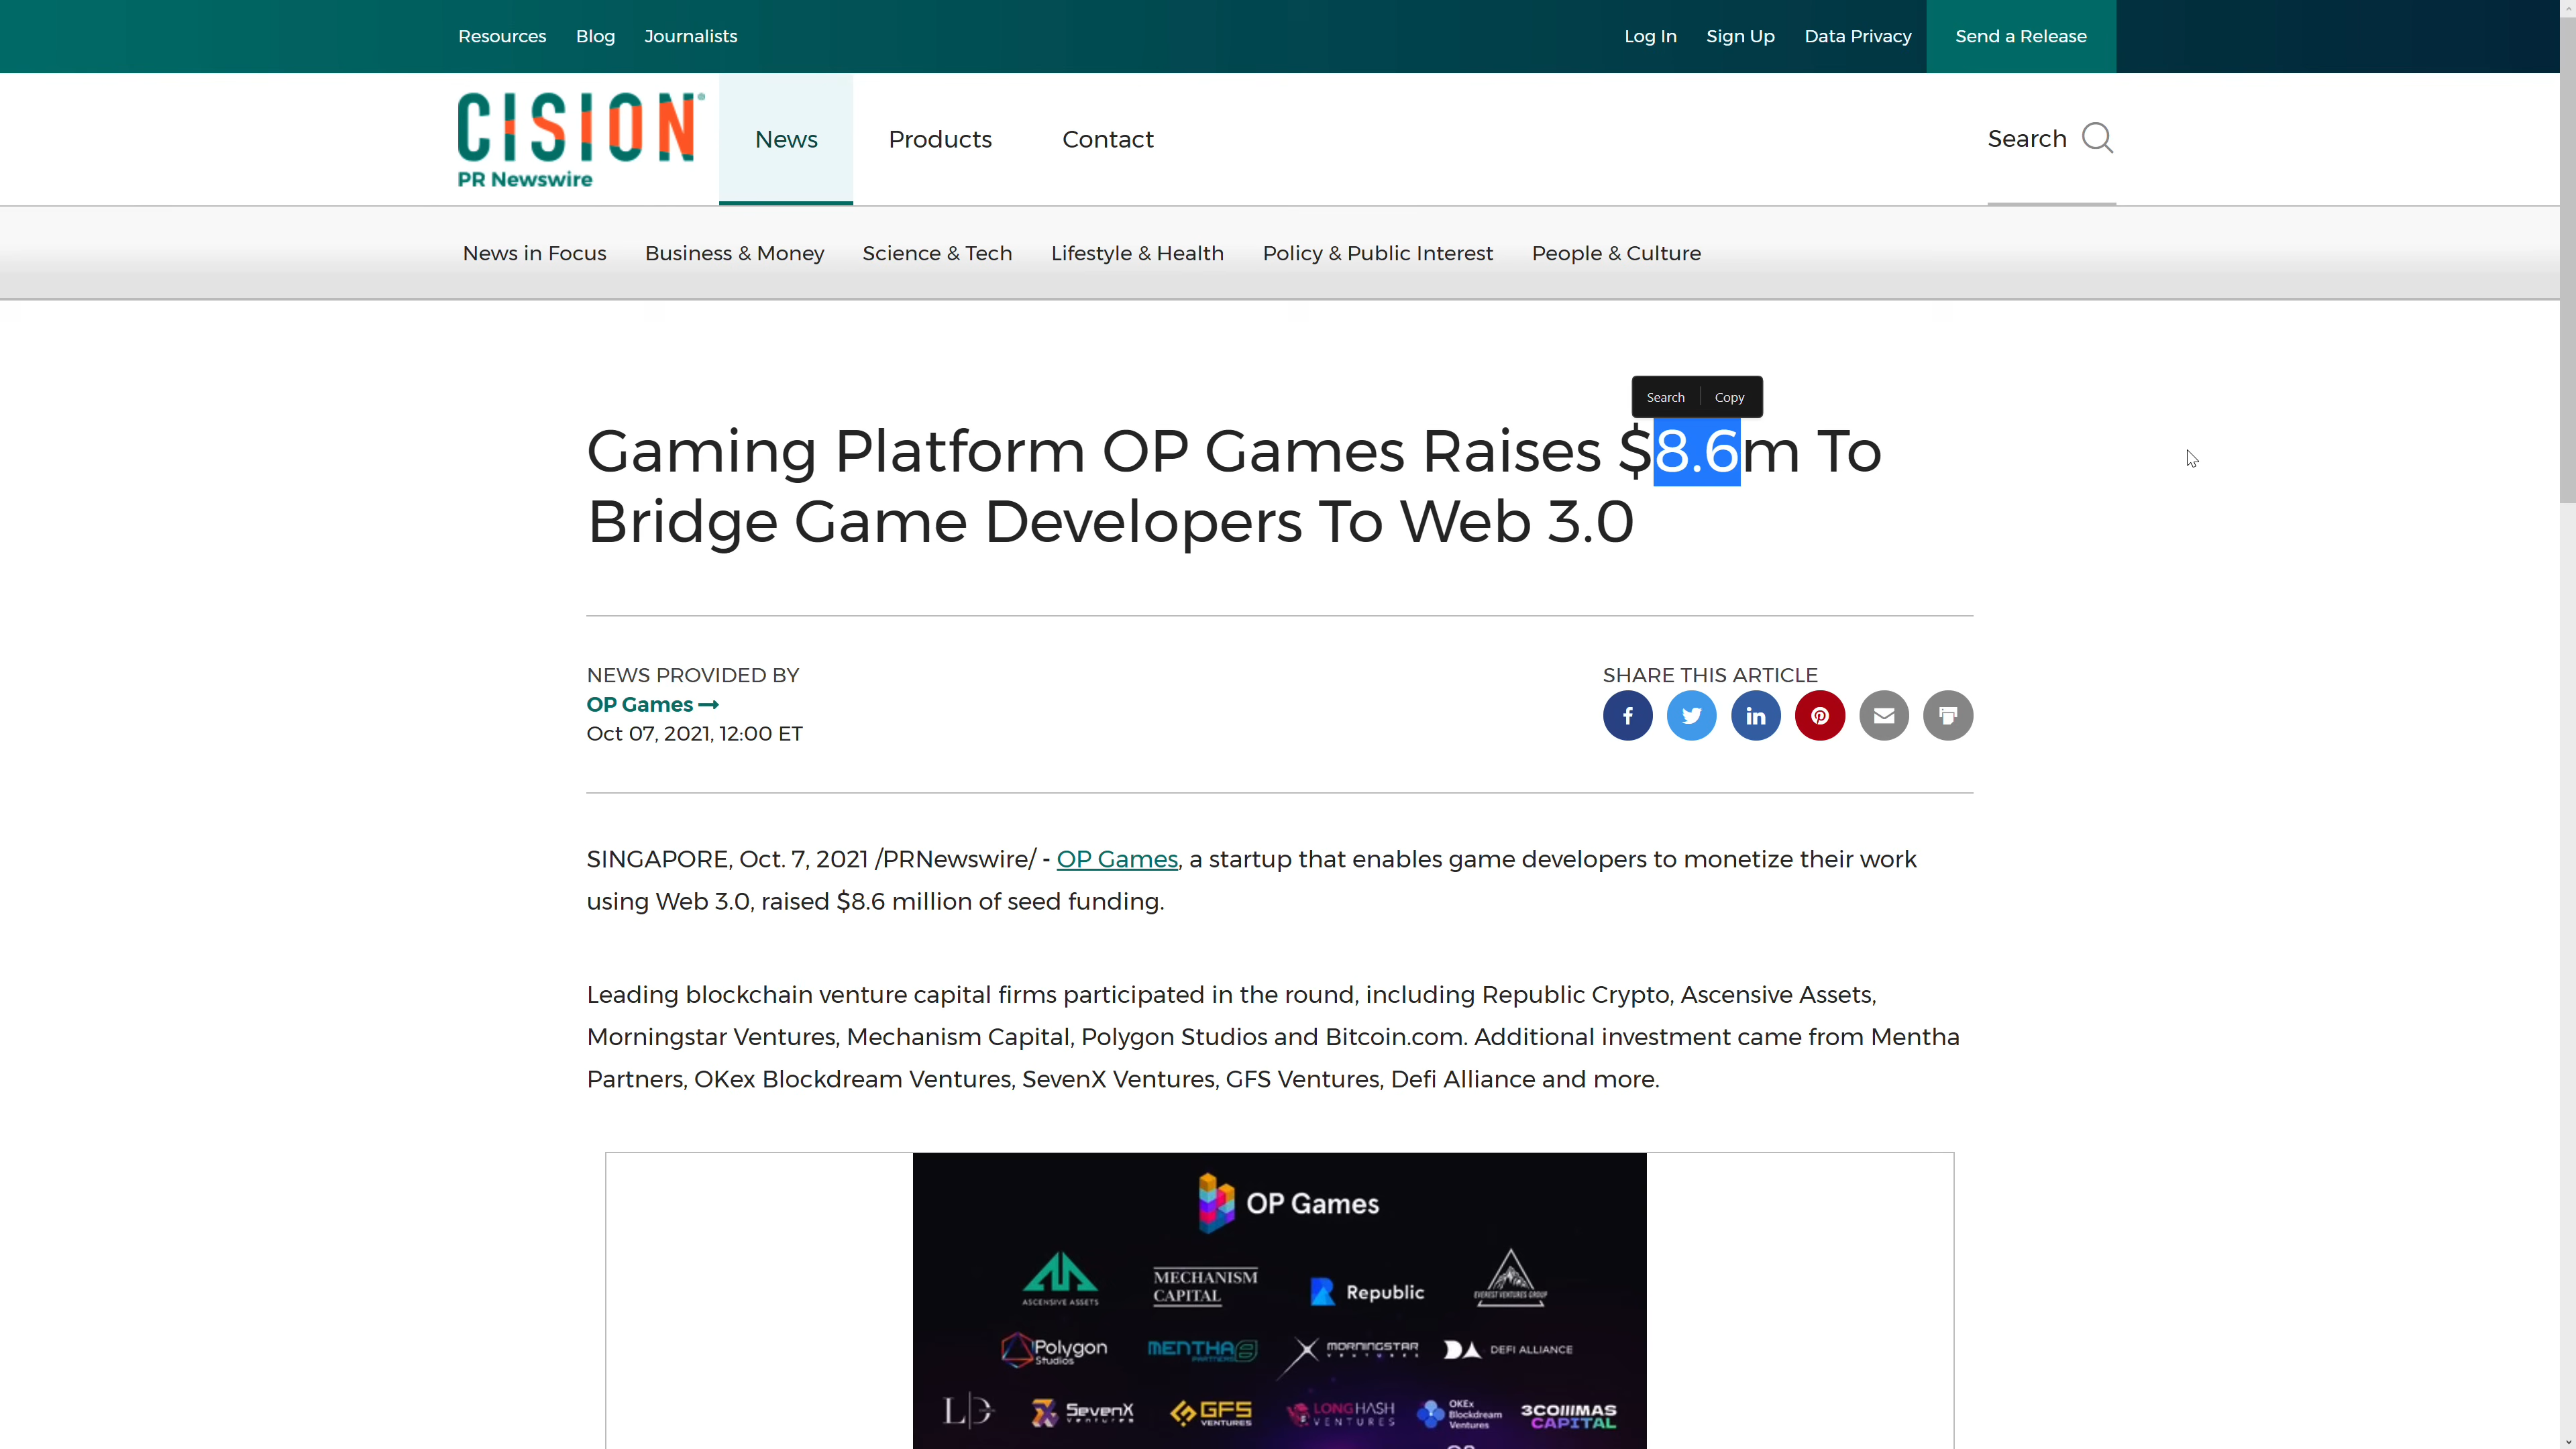 Resources Blog Journalists Log In Sign Up Data Privacy Send a Release
CISION
PR Newswire
News Products Contact Search
News in Focus Business & Money Science & Tech Lifestyle & Health Policy & Public Interest People & Culture
Search Copy
Gaming Platform OP Games Raises $8.6m To
Bridge Game Developers To Web 3.0
NEWS PROVIDED BY
OP Games
Oct 07, 2021, 12:00 ET
SHARE THIS ARTICLE
SINGAPORE, Oct. 7, 2021 /PRNewswire/ - OP Games, a startup that enables game developers to monetize their work
using Web 3.0, raised $8.6 million of seed funding.
Leading blockchain venture capital firms participated in the round, including Republic Crypto, Ascensive Assets,
Morningstar Ventures, Mechanism Capital, Polygon Studios and Bitcoin.com. Additional investment came from Mentha
Partners, OKex Blockdream Ventures, SevenX Ventures, GFS Ventures, Defi Alliance and more.
OP Games
ASCENSIVE ASSETS
MECHANISM
CAPITAL
Republic
EVEREST VENTURES GROUP
Polygon
Studios
MENTHA
PARTNERS
MORNINGSTAR
VENTURES
DEFI ALLIANCE
LD
SevenX
Ventures
GFS
VENTURES
LONGHASH
VENTURES
OKEx
Blockdream
Ventures
3COMMAS
CAPITAL